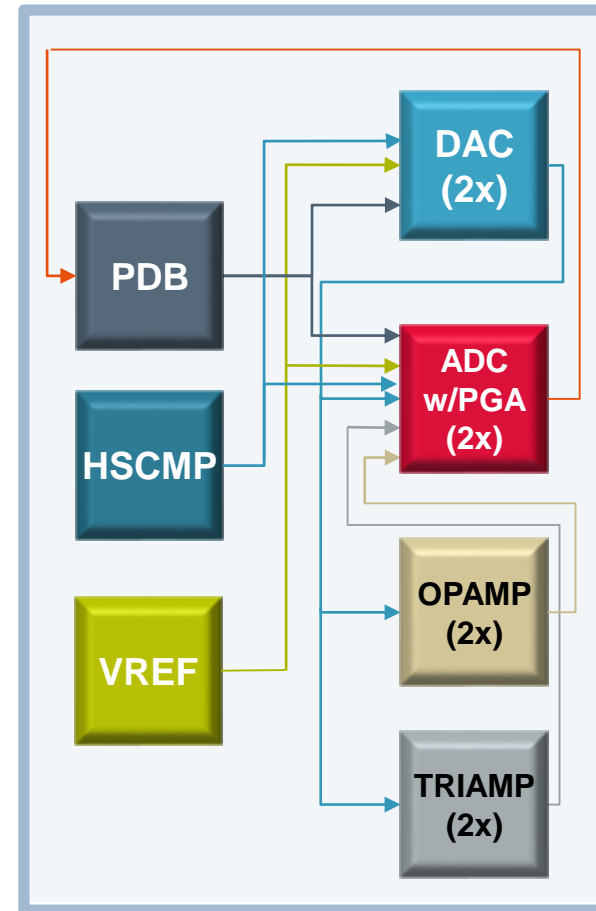 DAC
(2x)
PDB
ADC
w/PGA
(2x)
HSCMP
OPAMP
(2x)
VREF
TRIAMP
(2x)